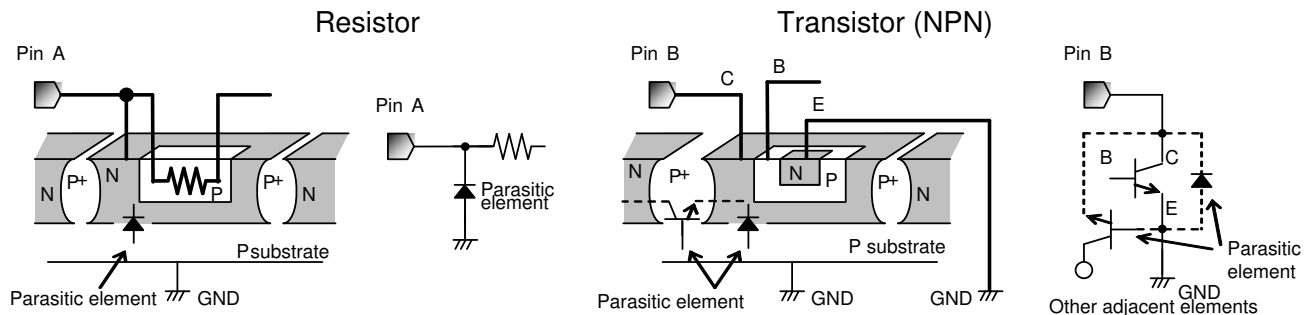 Resistor
Transistor (NPN)
Pin A
Pin A
N
P+
N
P
P+
N
Parasitic
element
P substrate
Parasitic element
GND
Pin B
C
B
E
N
P+
N
P
P+
N
P substrate
Parasitic element
GND
GND
Pin B
B
C
E
Parasitic
element
GND
Other adjacent elements